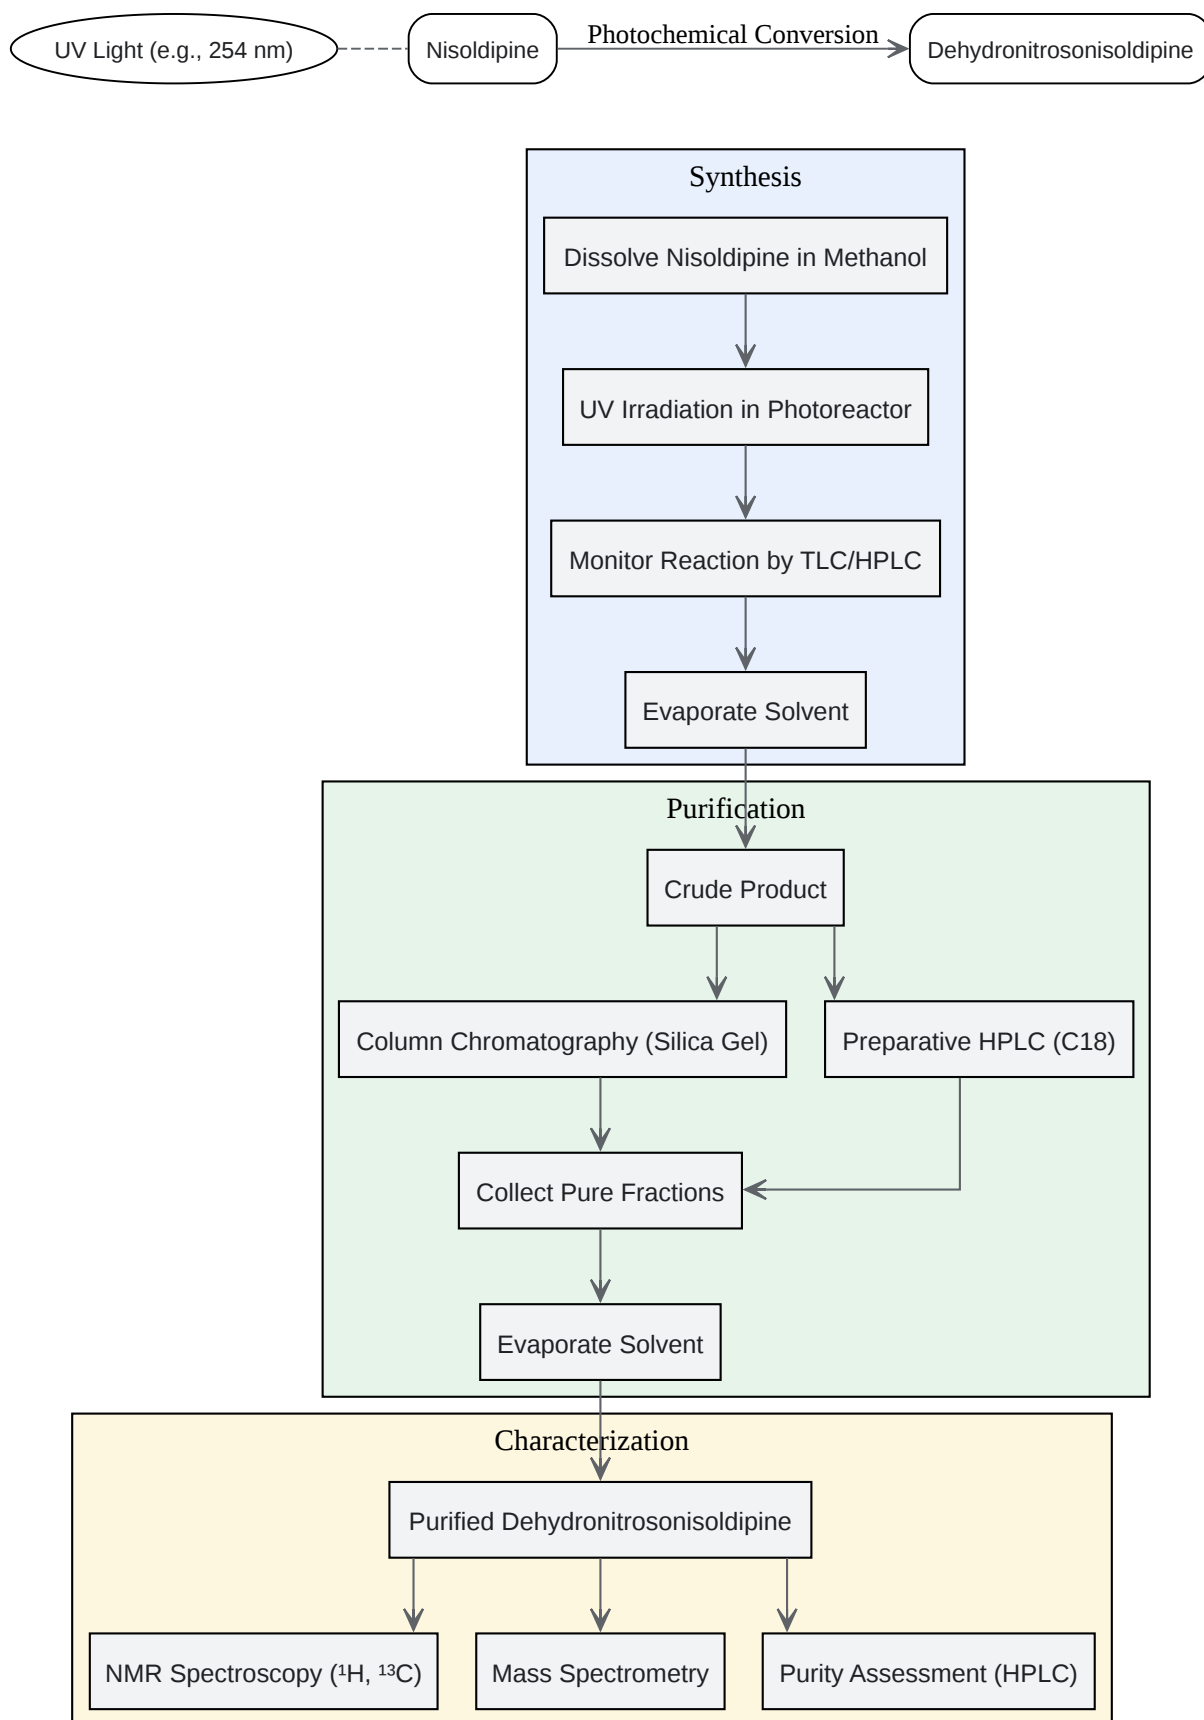 UV Light (e.g., 254 nm)
Nisoldipine
Photochemical Conversion
Dehydronitrosonisoldipine
Synthesis
Dissolve Nisoldipine in Methanol
UV Irradiation in Photoreactor
Monitor Reaction by TLC/HPLC
Evaporate Solvent
Purification
Crude Product
Column Chromatography (Silica Gel)
Preparative HPLC (C18)
Collect Pure Fractions
Evaporate Solvent
Characterization
Purified Dehydronitrosonisoldipine
NMR Spectroscopy (¹H, ¹³C)
Mass Spectrometry
Purity Assessment (HPLC)